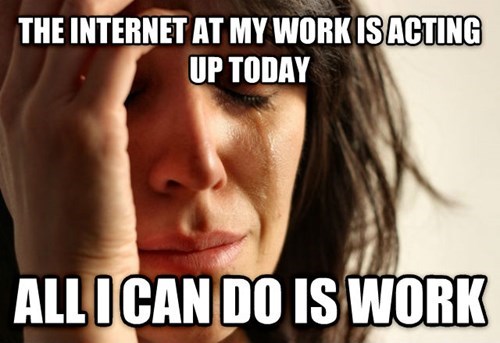 THE INTERNET AT MY WORK IS ACTING
UP TODAY
ALL I CAN DO IS WORK